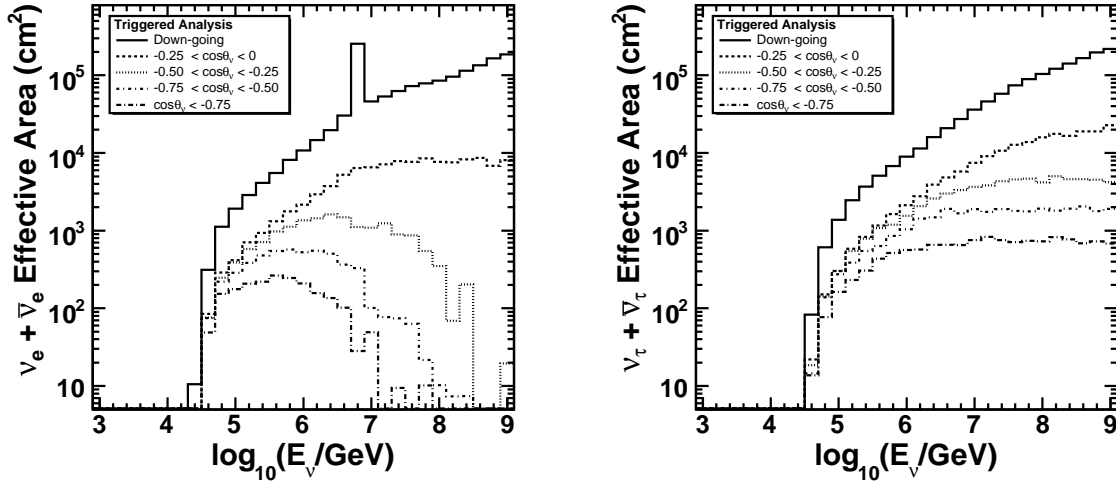 Triggered Analysis
Down-going
-0.25 < cosθν < 0
-0.50 < cosθν < -0.25
-0.75 < cosθν < -0.50
cosθν < -0.75
νe + ν̄e Effective Area (cm²)
10⁵
10⁴
10³
10²
10
3 4 5 6 7 8 9
log₁₀(Eν/GeV)
Triggered Analysis
Down-going
-0.25 < cosθν < 0
-0.50 < cosθν < -0.25
-0.75 < cosθν < -0.50
cosθν < -0.75
ντ + ν̄τ Effective Area (cm²)
10⁵
10⁴
10³
10²
10
3 4 5 6 7 8 9
log₁₀(Eν/GeV)